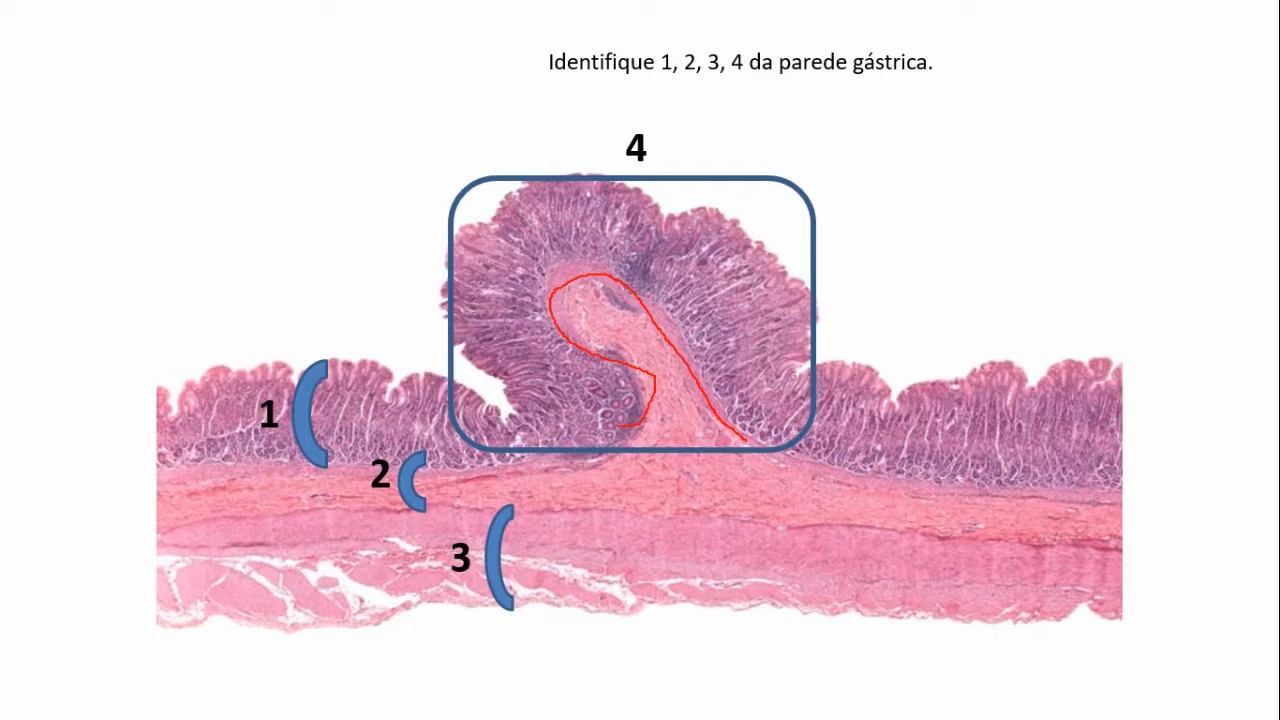 Identifique 1, 2, 3, 4 da parede gástrica.
4
1
2
3